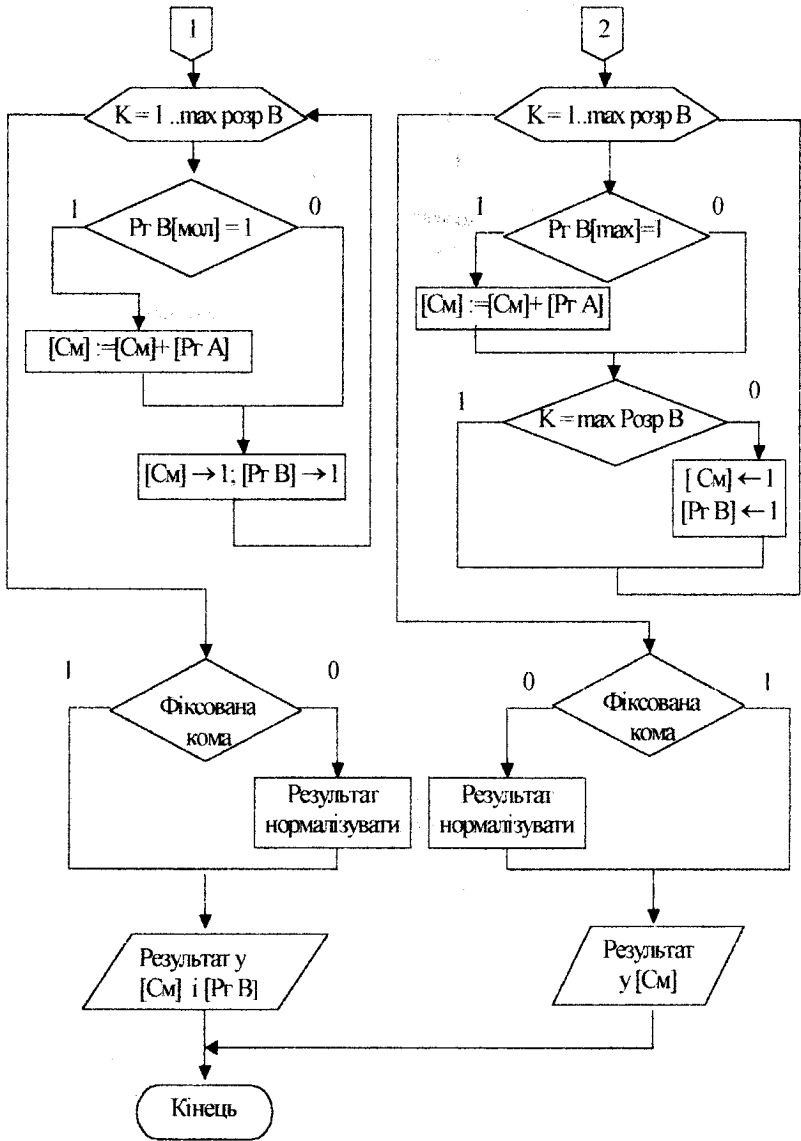 1
K = 1 ..max розр В
1
0
Рг В[мол] = 1
[См] :=[См]+ [Рг А]
[См] → 1; [Рг В] → 1
1
0
Фіксована
кома
Результат
нормалізувати
Результат у
[См] і [Рг В]
2
K = 1..max розр В
1
0
Рг В[max]=1
[См] :=[См]+ [Рг А]
1
0
K = max Розр В
[ См] ← 1
[Рг В] ← 1
0
1
Фіксована
кома
Результат
нормалізувати
Результат
у [См]
Кінець